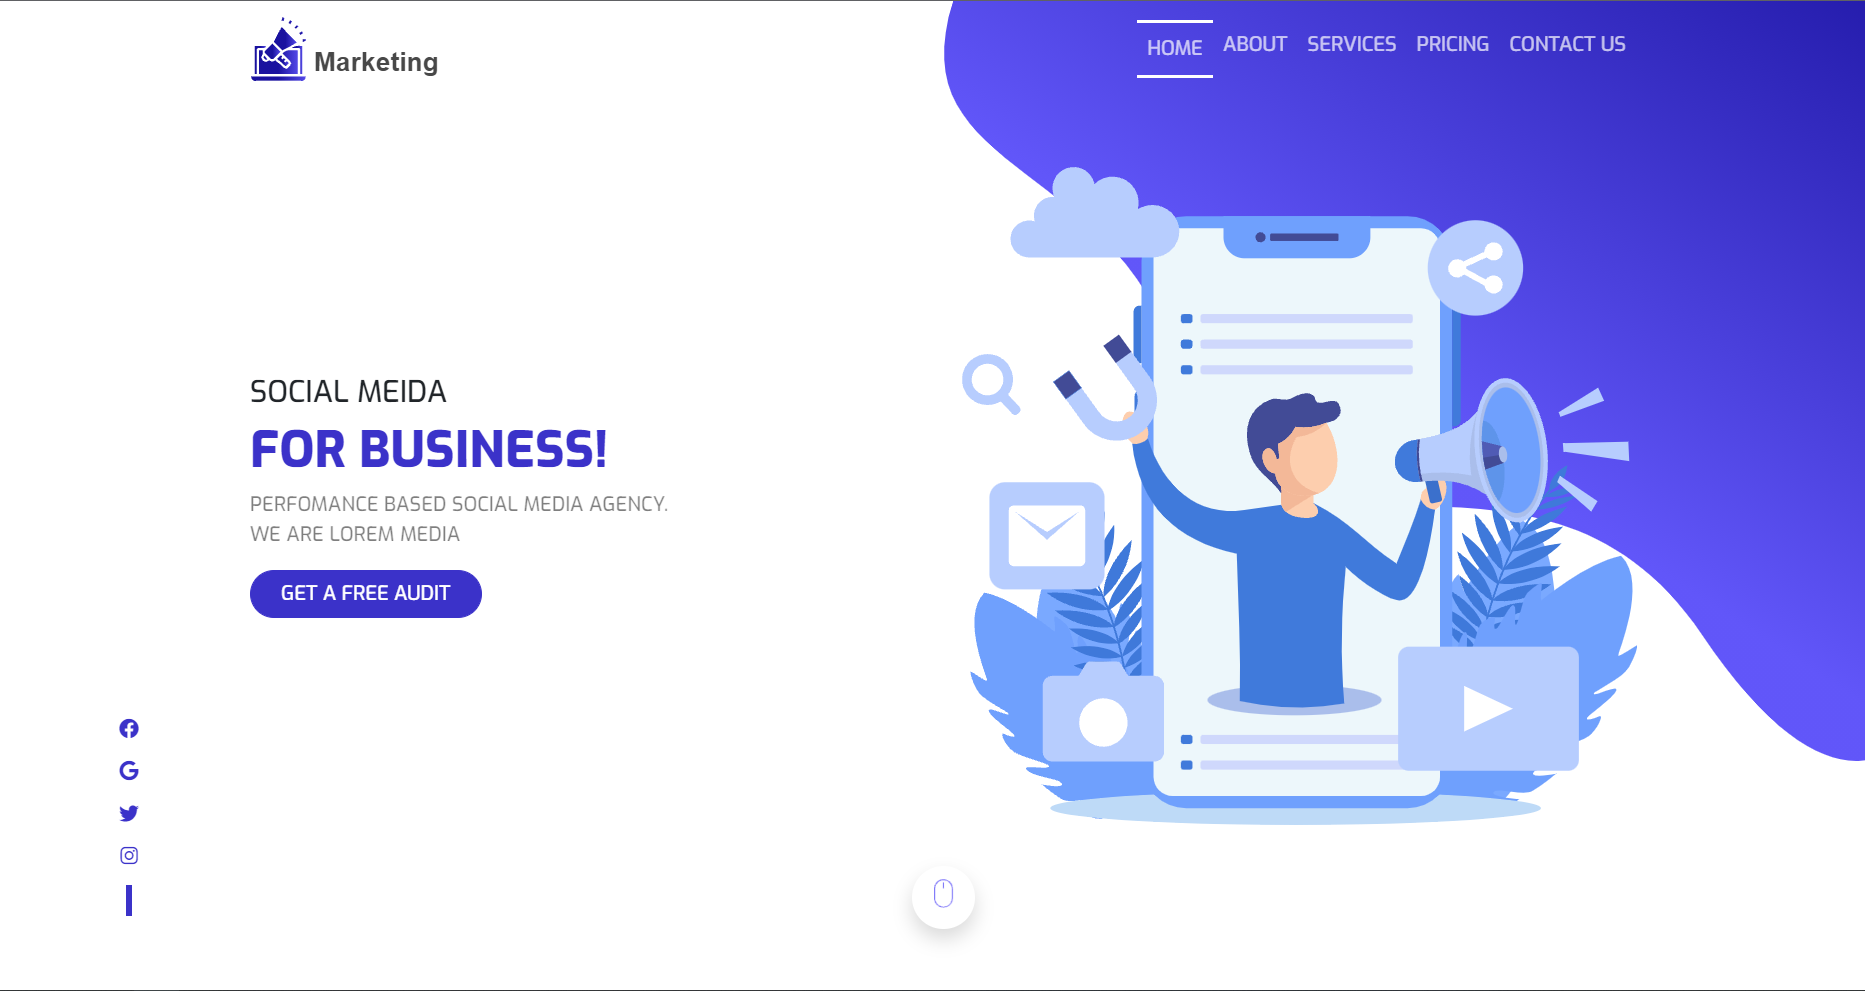 Marketing
HOME ABOUT SERVICES PRICING CONTACT US
SOCIAL MEIDA
FOR BUSINESS!
PERFOMANCE BASED SOCIAL MEDIA AGENCY.
WE ARE LOREM MEDIA
GET A FREE AUDIT